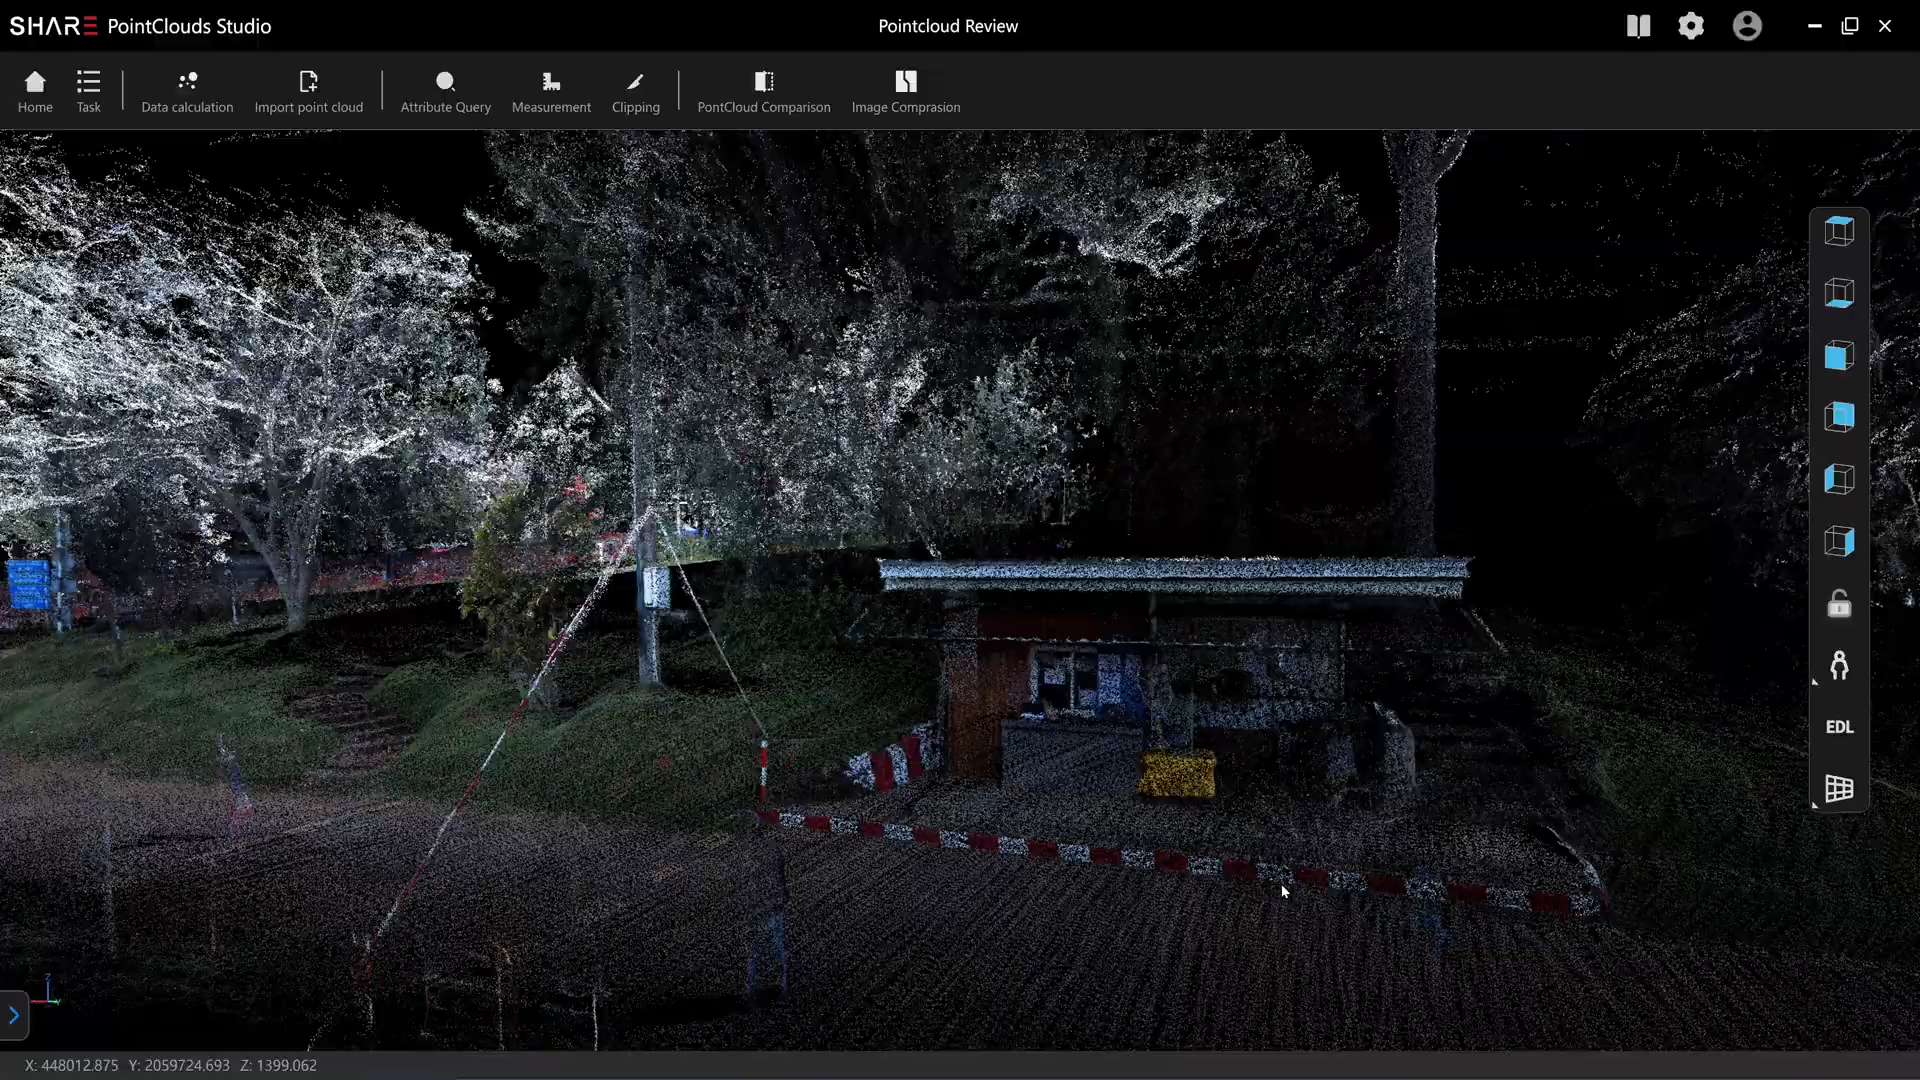 SHARE PointClouds Studio
Pointcloud Review
Home
Task
Data calculation
Import point cloud
Attribute Query
Measurement
Clipping
PontCloud Comparison
Image Comprasion
EDL
Z
X: 448012.875 Y: 2059724.693 Z: 1399.062